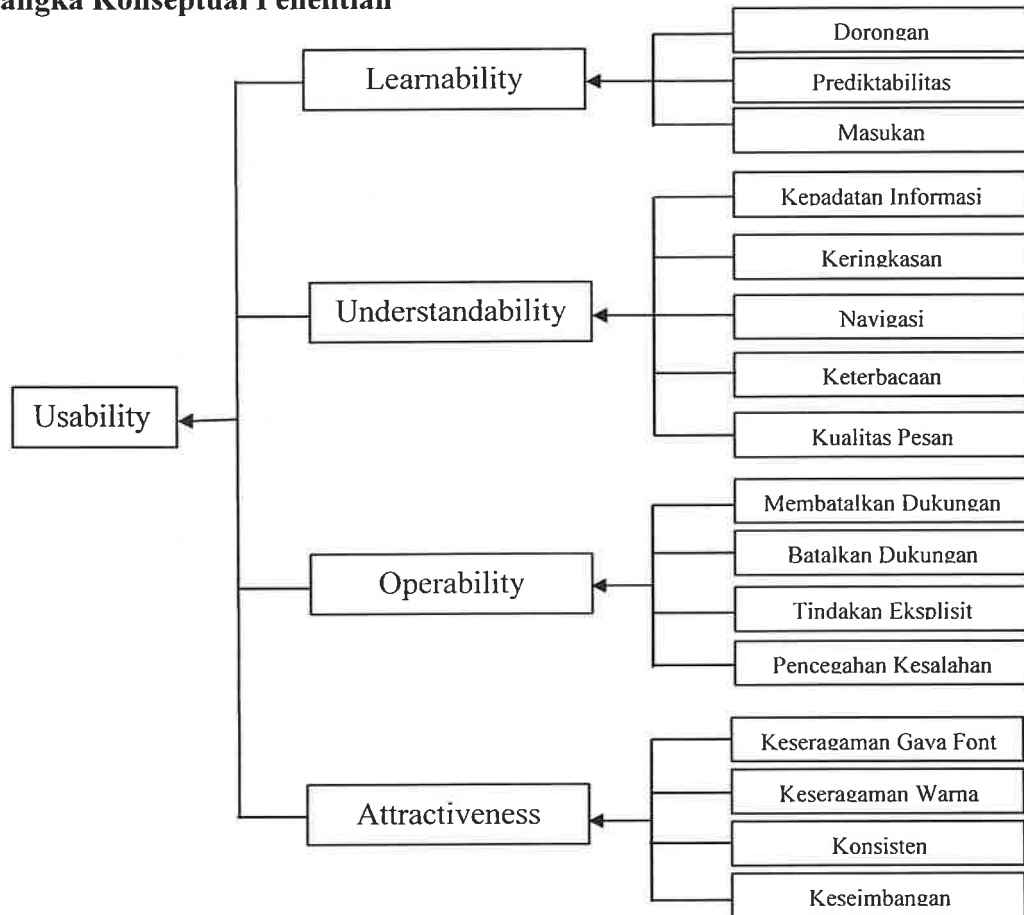 angka Konseptual Penelitian
Dorongan
Learnability
Prediktabilitas
Masukan
Kepadatan Informasi
Keringkasan
Understandability
Navigasi
Keterbacaan
Kualitas Pesan
Usability
Membatalkan Dukungan
Batalkan Dukungan
Operability
Tindakan Eksplisit
Pencegahan Kesalahan
Keseragaman Gaya Font
Keseragaman Warna
Attractiveness
Konsisten
Keseimbangan